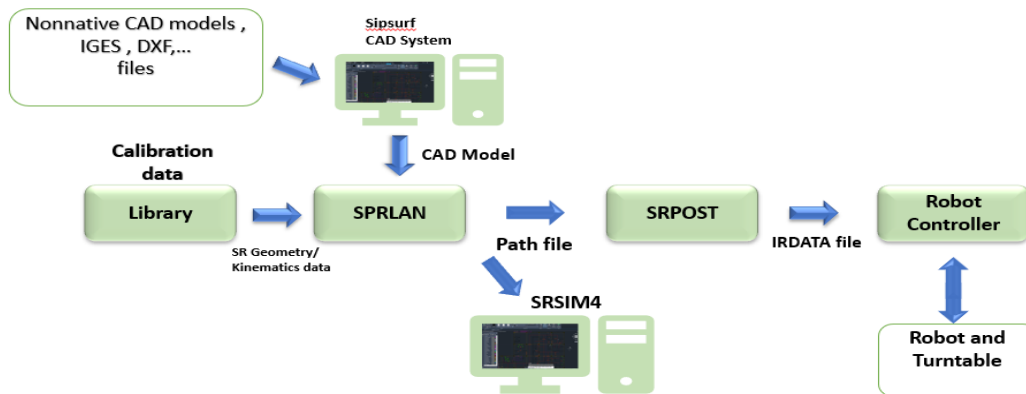 Nonnative CAD models ,
IGES , DXF,...
files
Sipsurf
CAD System
CAD Model
Calibration
data
Library
SR Geometry/
Kinematics data
SPRLAN
Path file
SRPOST
IRDATA file
Robot
Controller
SRSIM4
Robot and
Turntable